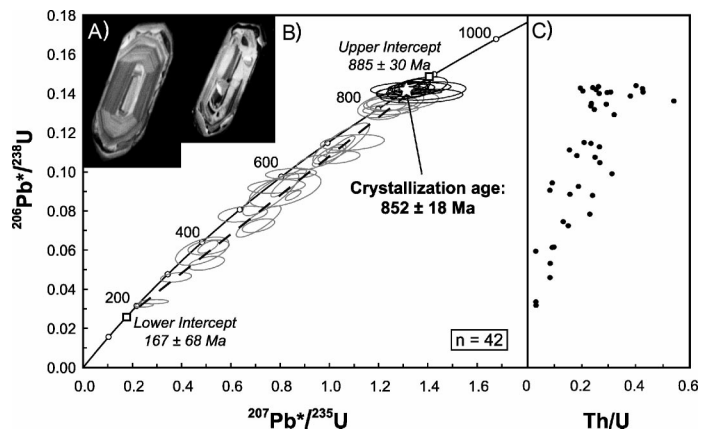 A)
B)
C)
0.18
0.16
0.14
0.12
0.10
0.08
0.06
0.04
0.02
0.00
²⁰⁶Pb*/²³⁸U
1000
Upper Intercept
885 ± 30 Ma
800
600
Crystallization age:
852 ± 18 Ma
400
200
Lower Intercept
167 ± 68 Ma
n = 42
0.0 0.2 0.4 0.6 0.8 1.0 1.2 1.4 1.6
²⁰⁷Pb*/²³⁵U
0 0.2 0.4 0.6
Th/U